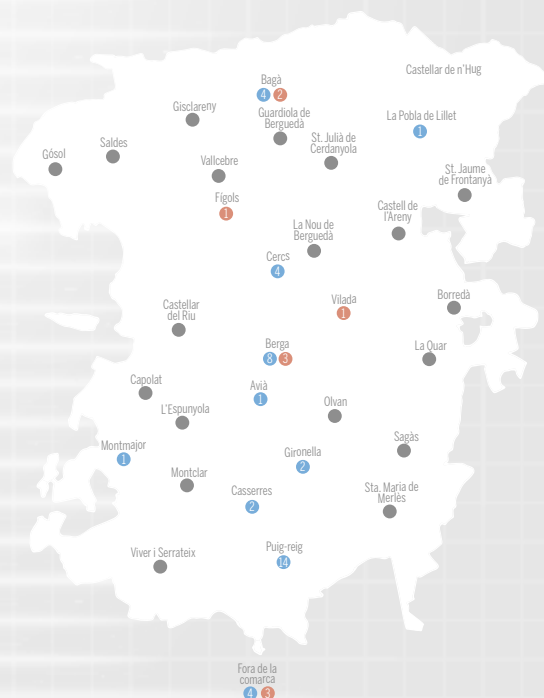 Castellar de n'Hug
Bagà
4 2
Gisclareny
Guardiola de
Berguedà
La Pobla de Lillet
1
St. Julià de
Cerdanyola
Saldes
Gósol
Vallcebre
St. Jaume
de Frontanyà
Fígols
1
Castell de
l'Areny
La Nou de
Berguedà
Cercs
4
Vilada
1
Borredà
Castellar
del Riu
Berga
8 3
La Quar
Capolat
Avià
1
L'Espunyola
Olvan
Sagàs
Montmajor
1
Gironella
2
Montclar
Casserres
2
Sta. Maria de
Merlès
Viver i Serrateix
Puig-reig
14
Fora de la
comarca
4 3